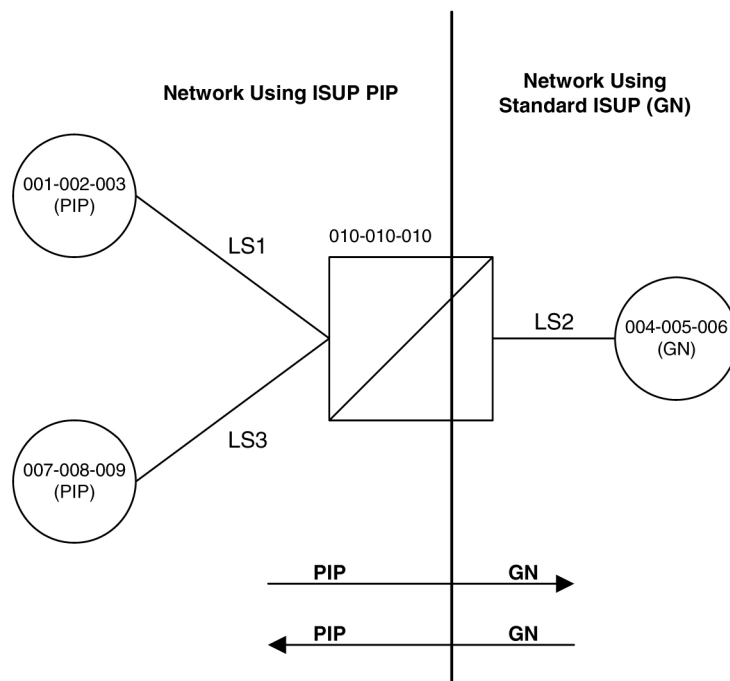 Network Using ISUP PIP
Network Using
Standard ISUP (GN)
001-002-003
(PIP)
LS1
010-010-010
LS2
004-005-006
(GN)
007-008-009
(PIP)
LS3
PIP GN
PIP GN